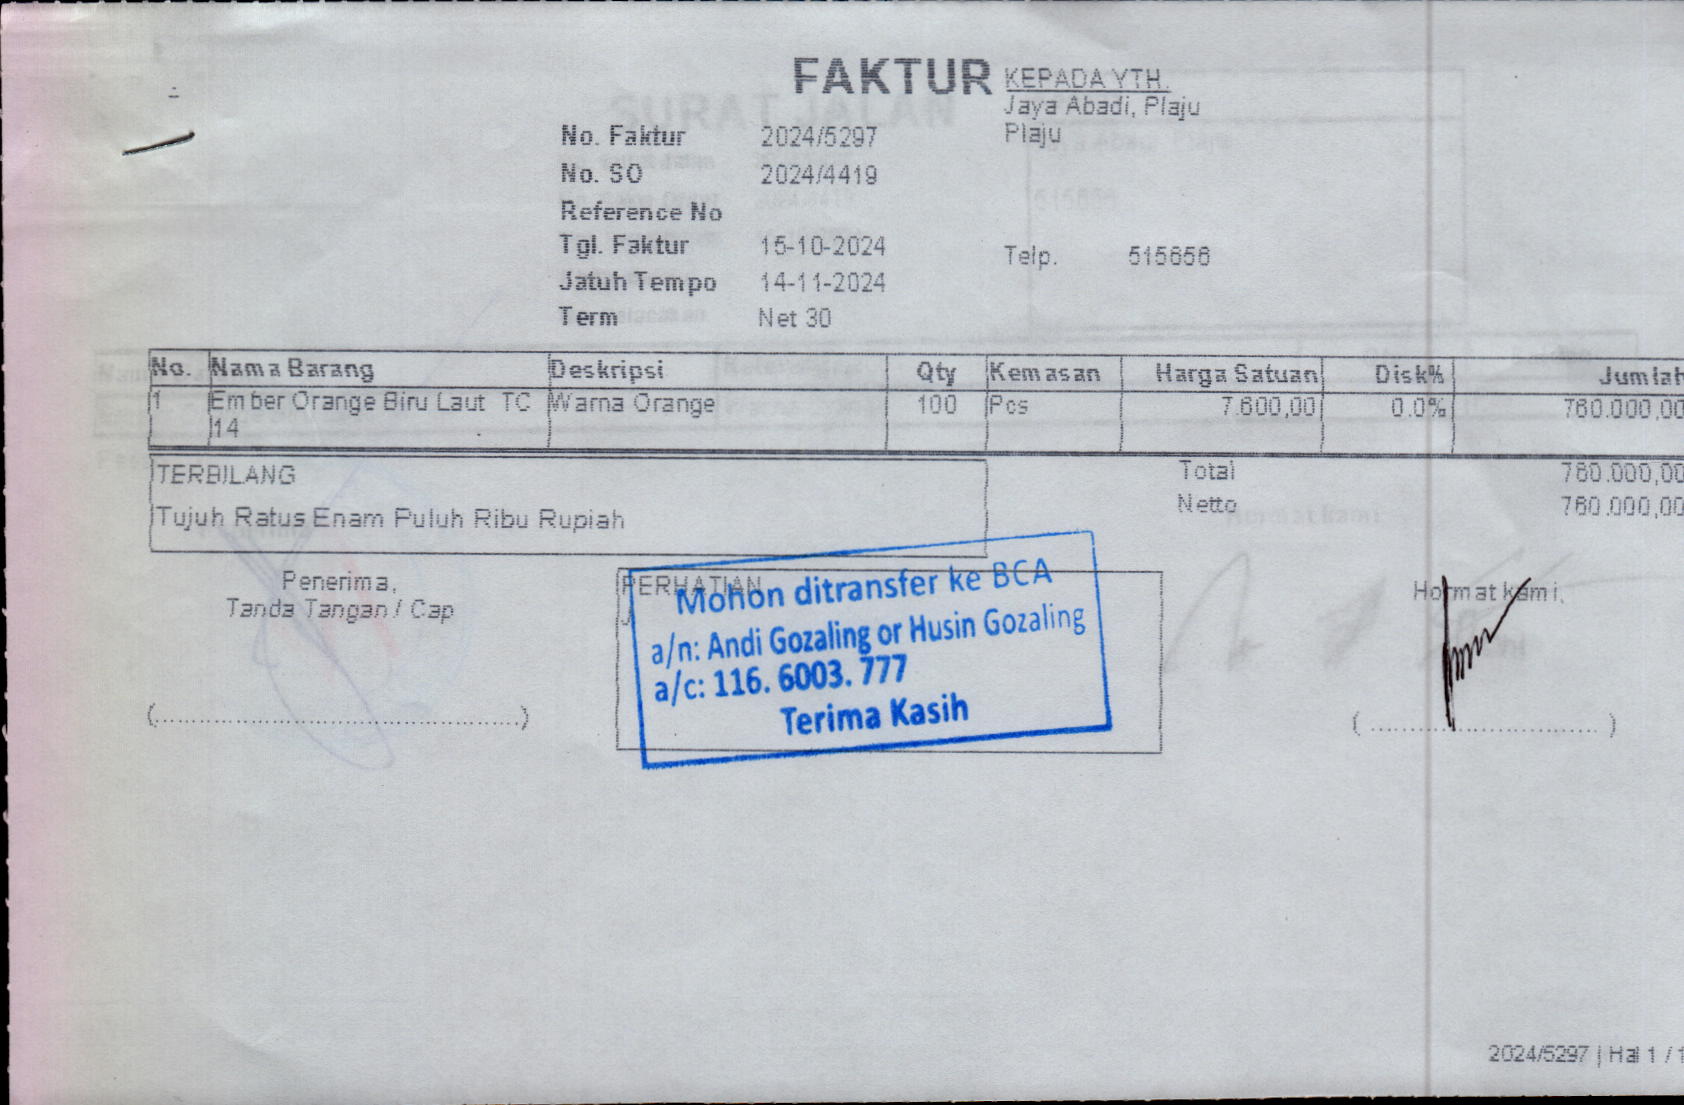 FAKTUR
KEPADA YTH.
Jaya Abadi, Plaju
Plaju
No. Faktur 2024/5297
No. SO 2024/4419
Reference No
Tgl. Faktur 15-10-2024
Telp. 515656
Jatuh Tempo 14-11-2024
Term Net 30
No. Nama Barang Deskripsi Qty Kemasan Harga Satuan Disk% Jumlah
1 Ember Orange Biru Laut TC Warna Orange 100 Pcs 7.600,00 0.0% 760.000,00
14
TERBILANG
Total 760.000,00
Netto 760.000,00
Tujuh Ratus Enam Puluh Ribu Rupiah
Penerima,
Tanda Tangan / Cap
PERHATIAN
Mohon ditransfer ke BCA
a/n: Andi Gozaling or Husin Gozaling
a/c: 116. 6003. 777
Terima Kasih
Hormat kami,
(..........................................)
( ................................ )
SURAT JALAN
2024/5297 | Hal 1 / 1